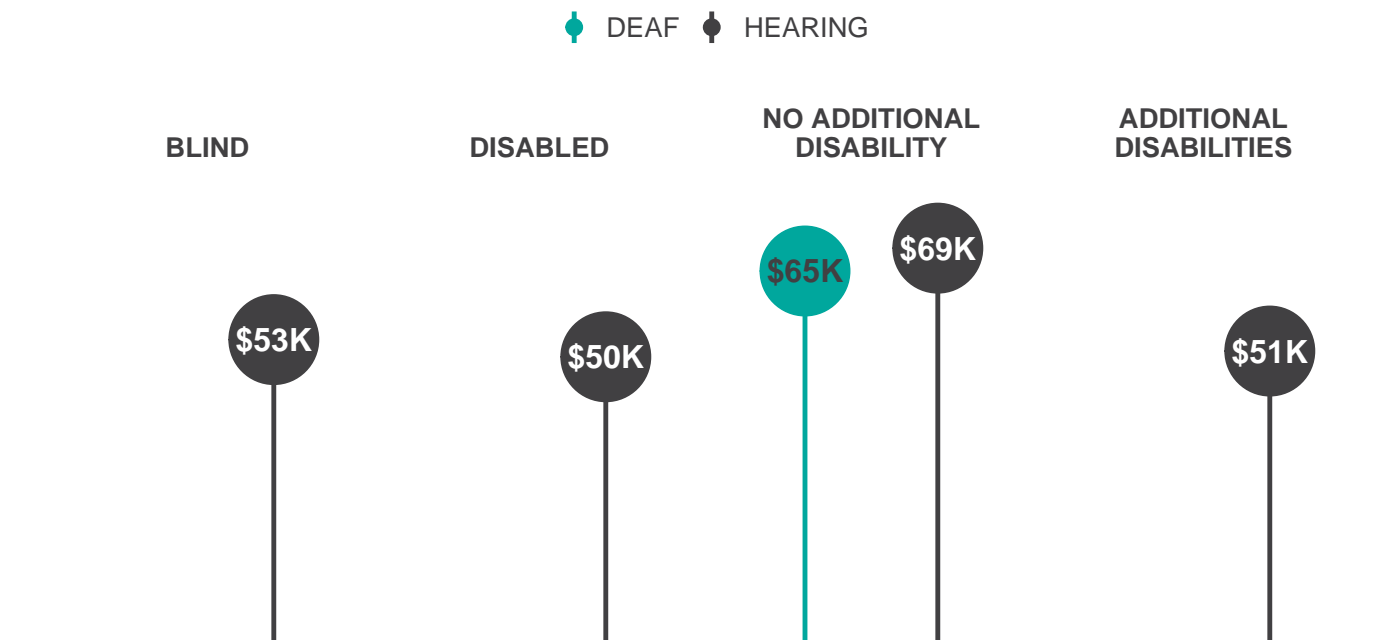 DEAF HEARING
BLIND
DISABLED
NO ADDITIONAL
DISABILITY
ADDITIONAL
DISABILITIES
$53K
$50K
$65K
$69K
$51K